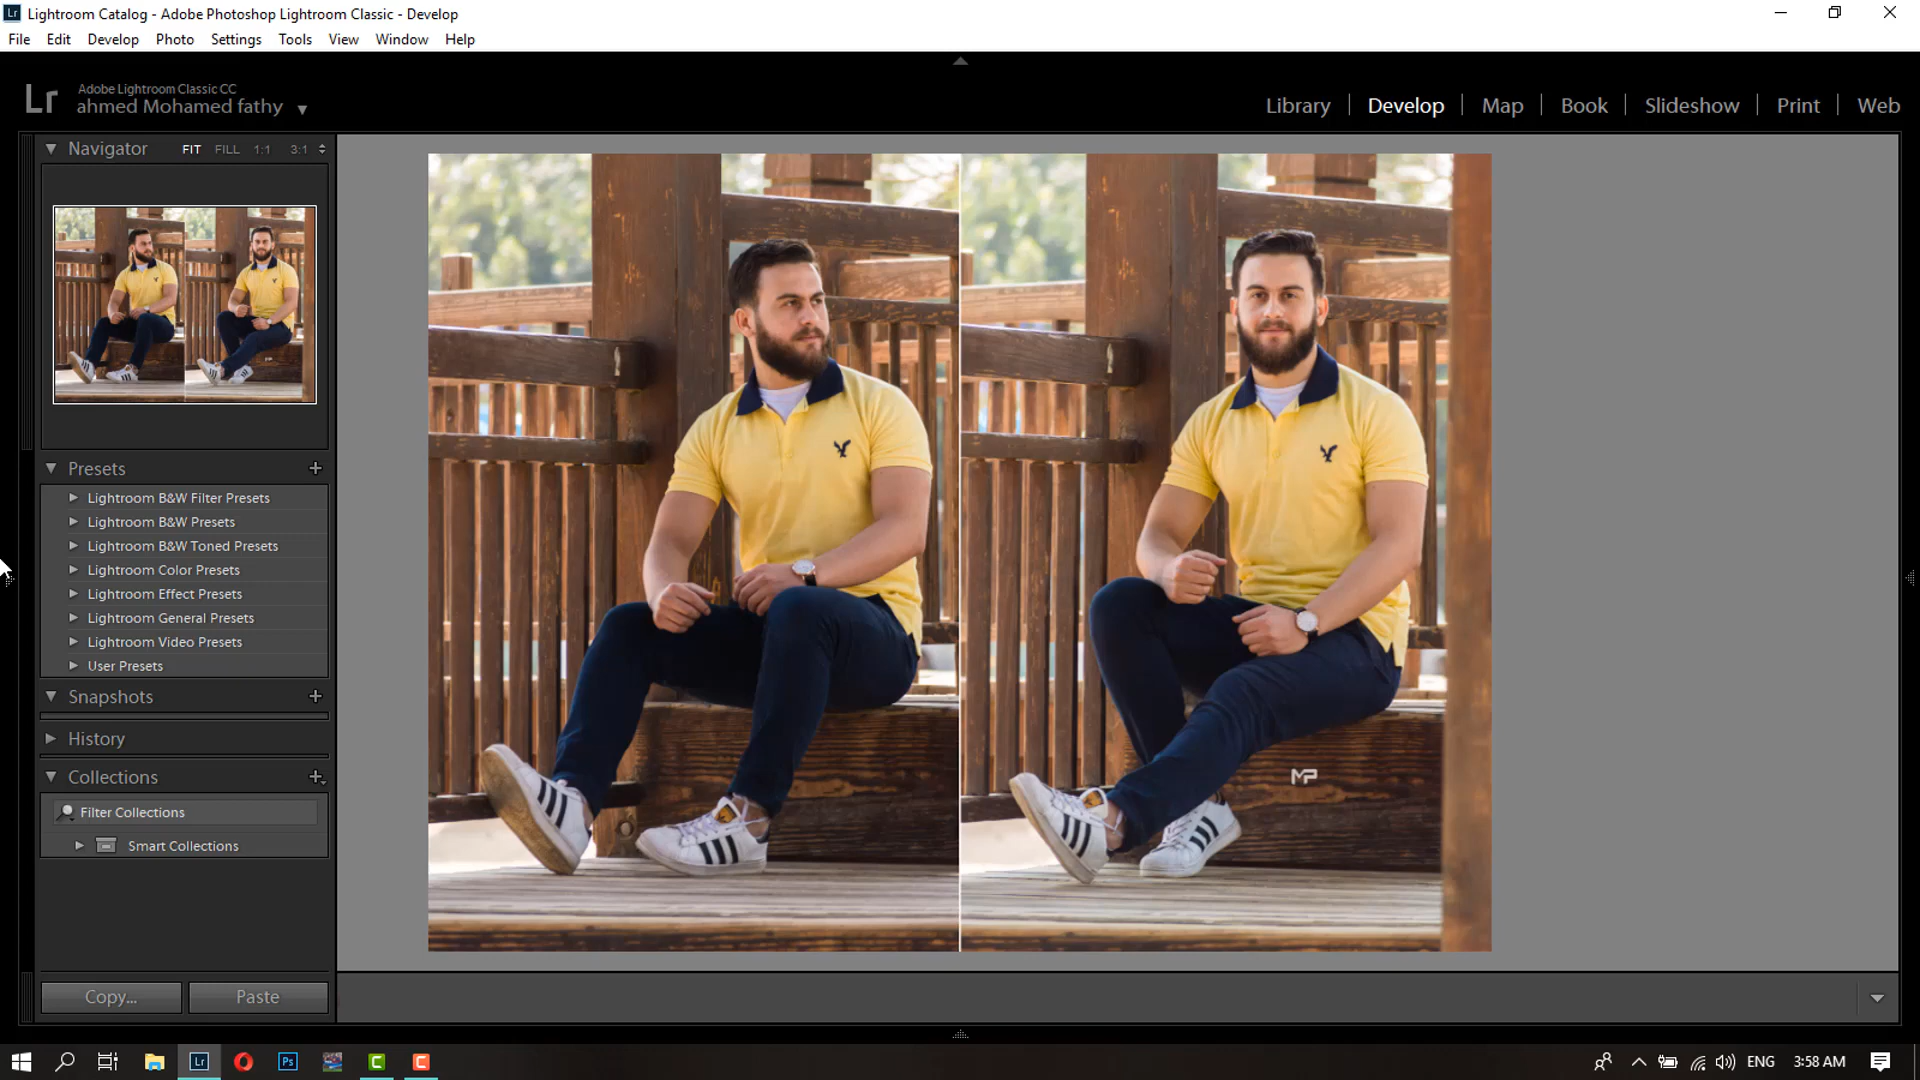 Lightroom Catalog - Adobe Photoshop Lightroom Classic - Develop
File Edit Develop Photo Settings Tools View Window Help
Lr
Adobe Lightroom Classic CC
ahmed Mohamed fathy
Library Develop Map Book Slideshow Print Web
Navigator FIT FILL 1:1 3:1
Presets
Lightroom B&W Filter Presets
Lightroom B&W Presets
Lightroom B&W Toned Presets
Lightroom Color Presets
Lightroom Effect Presets
Lightroom General Presets
Lightroom Video Presets
User Presets
Snapshots
History
Collections
Filter Collections
Smart Collections
Copy... Paste
MP
Lr Ps C C ENG 3:58 AM